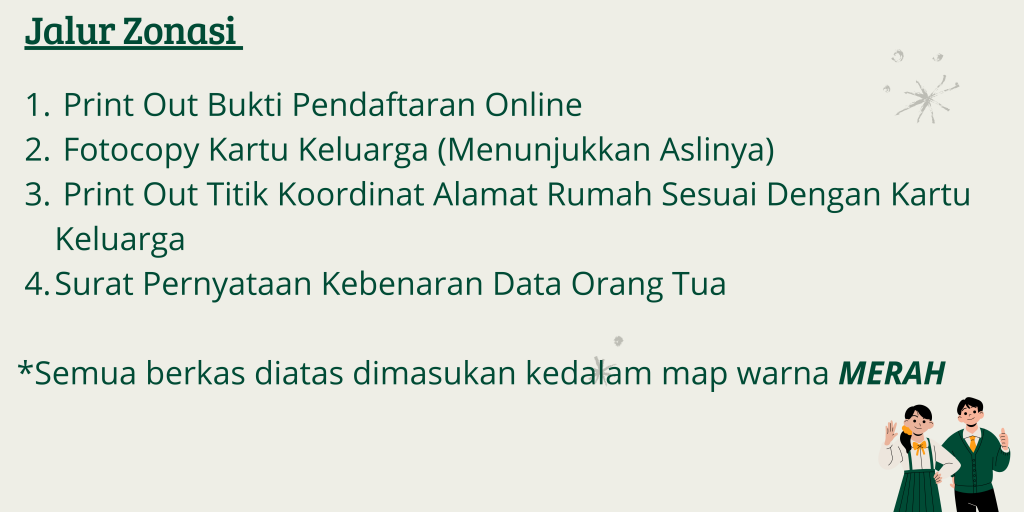 Jalur Zonasi
1. Print Out Bukti Pendaftaran Online
2. Fotocopy Kartu Keluarga (Menunjukkan Aslinya)
3. Print Out Titik Koordinat Alamat Rumah Sesuai Dengan Kartu
Keluarga
4. Surat Pernyataan Kebenaran Data Orang Tua
*Semua berkas diatas dimasukan kedalam map warna MERAH